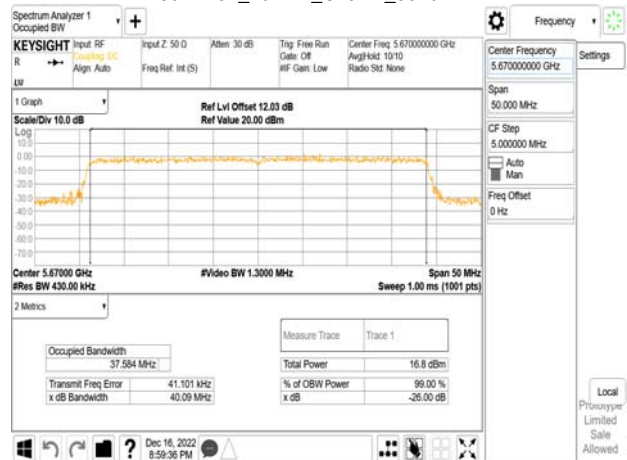 Spectrum Analyzer 1
Occupied BW
Frequency
KEYSIGHT
R
Input: RF
Coupling: DC
Align: Auto
Input Z: 50 Ω
Freq Ref: Int (S)
Atten: 30 dB
Trig: Free Run
Gate: Off
#IF Gain: Low
Center Freq: 5.670000000 GHz
Avg|Hold: 10/10
Radio Std: None
Center Frequency
5.670000000 GHz
Settings
Span
50.000 MHz
CF Step
5.000000 MHz
Auto
Man
Freq Offset
0 Hz
1 Graph
Scale/Div 10.0 dB
Ref Lvl Offset 12.03 dB
Ref Value 20.00 dBm
Log
10.0
0.00
-10.0
-20.0
-30.0
-40.0
-50.0
-60.0
-70.0
Center 5.67000 GHz
#Res BW 430.00 kHz
#Video BW 1.3000 MHz
Span 50 MHz
Sweep 1.00 ms (1001 pts)
2 Metrics
Measure Trace Trace 1
Occupied Bandwidth
37.584 MHz
Total Power 16.8 dBm
Transmit Freq Error 41.101 kHz
% of OBW Power 99.00 %
x dB Bandwidth 40.09 MHz
x dB -26.00 dB
Local
Prototype
Limited
Sale
Allowed
?
Dec 16, 2022
8:59:36 PM